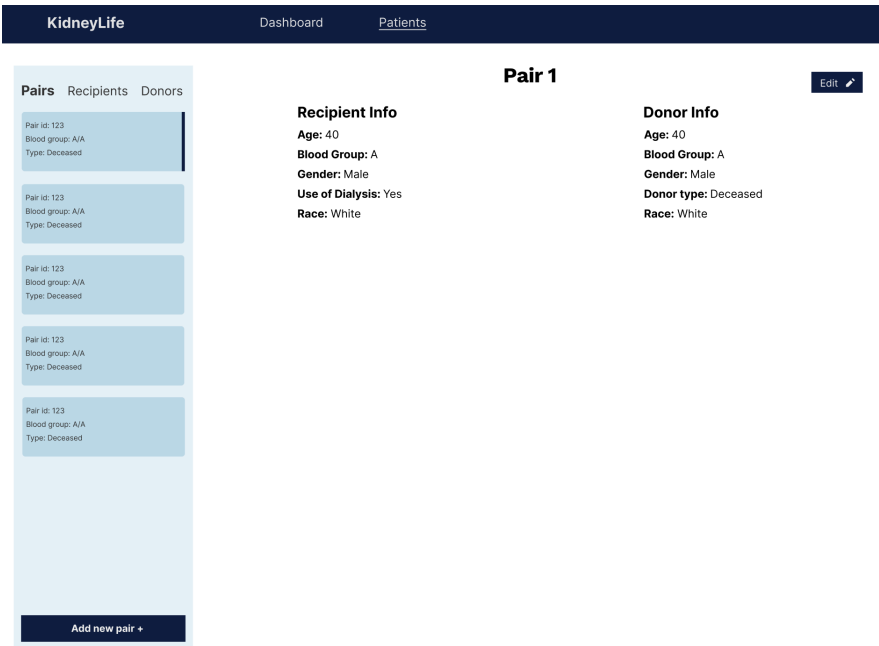 KidneyLife Dashboard Patients
Pairs Recipients Donors
Pair id: 123
Blood group: A/A
Type: Deceased
Pair id: 123
Blood group: A/A
Type: Deceased
Pair id: 123
Blood group: A/A
Type: Deceased
Pair id: 123
Blood group: A/A
Type: Deceased
Pair id: 123
Blood group: A/A
Type: Deceased
Add new pair +
Pair 1
Edit
Recipient Info
Age: 40
Blood Group: A
Gender: Male
Use of Dialysis: Yes
Race: White
Donor Info
Age: 40
Blood Group: A
Gender: Male
Donor type: Deceased
Race: White